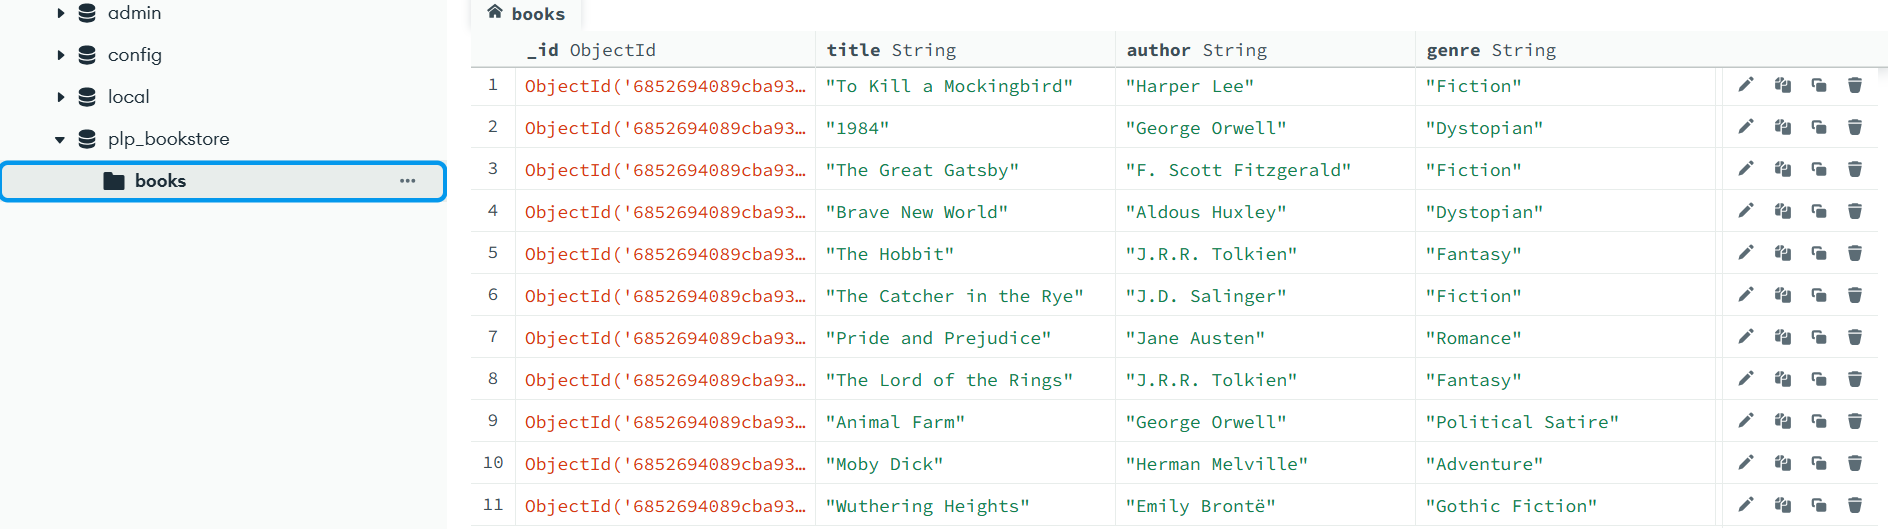 admin
config
local
plp_bookstore
books
books
_id ObjectId title String author String genre String
1 ObjectId('6852694089cba93… "To Kill a Mockingbird" "Harper Lee" "Fiction"
2 ObjectId('6852694089cba93… "1984" "George Orwell" "Dystopian"
3 ObjectId('6852694089cba93… "The Great Gatsby" "F. Scott Fitzgerald" "Fiction"
4 ObjectId('6852694089cba93… "Brave New World" "Aldous Huxley" "Dystopian"
5 ObjectId('6852694089cba93… "The Hobbit" "J.R.R. Tolkien" "Fantasy"
6 ObjectId('6852694089cba93… "The Catcher in the Rye" "J.D. Salinger" "Fiction"
7 ObjectId('6852694089cba93… "Pride and Prejudice" "Jane Austen" "Romance"
8 ObjectId('6852694089cba93… "The Lord of the Rings" "J.R.R. Tolkien" "Fantasy"
9 ObjectId('6852694089cba93… "Animal Farm" "George Orwell" "Political Satire"
10 ObjectId('6852694089cba93… "Moby Dick" "Herman Melville" "Adventure"
11 ObjectId('6852694089cba93… "Wuthering Heights" "Emily Brontë" "Gothic Fiction"